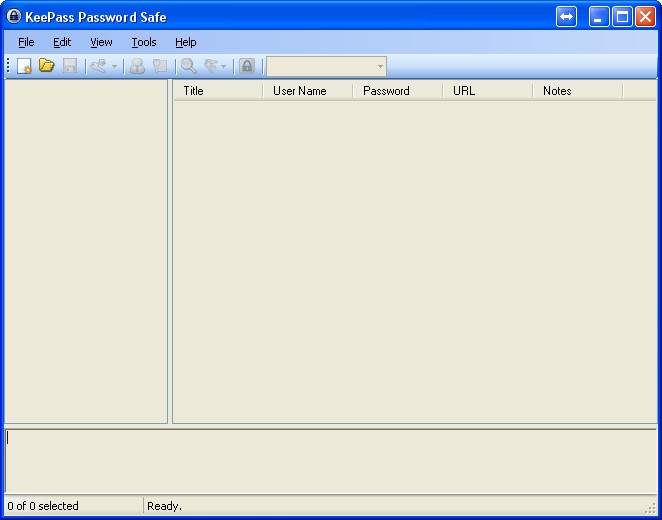 KeePass Password Safe
File Edit View Tools Help
Title User Name Password URL Notes
0 of 0 selected Ready.